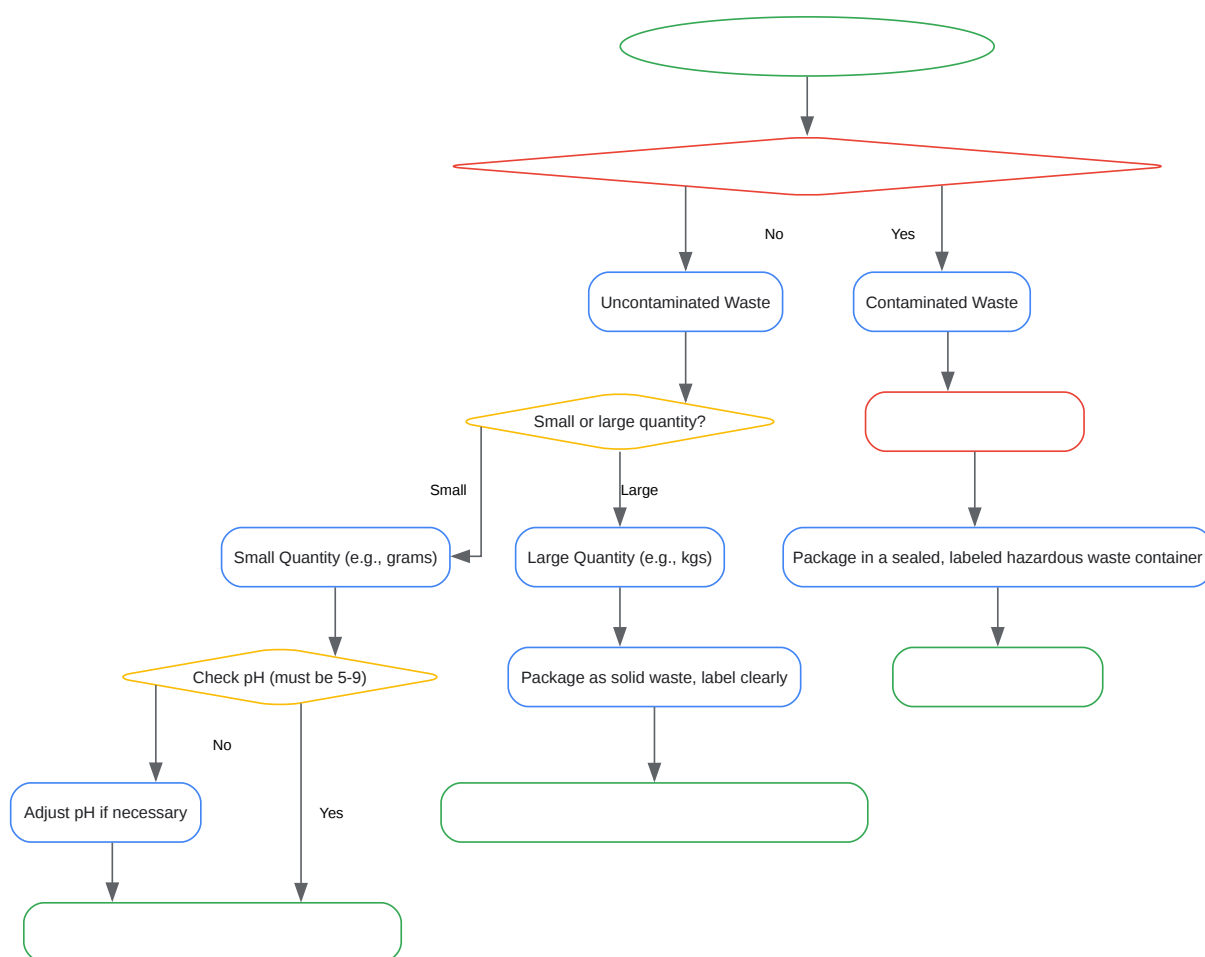 No
Yes
Uncontaminated Waste
Contaminated Waste
Small or large quantity?
Small
Large
Small Quantity (e.g., grams)
Large Quantity (e.g., kgs)
Package in a sealed, labeled hazardous waste container
Check pH (must be 5-9)
Package as solid waste, label clearly
No
Adjust pH if necessary
Yes